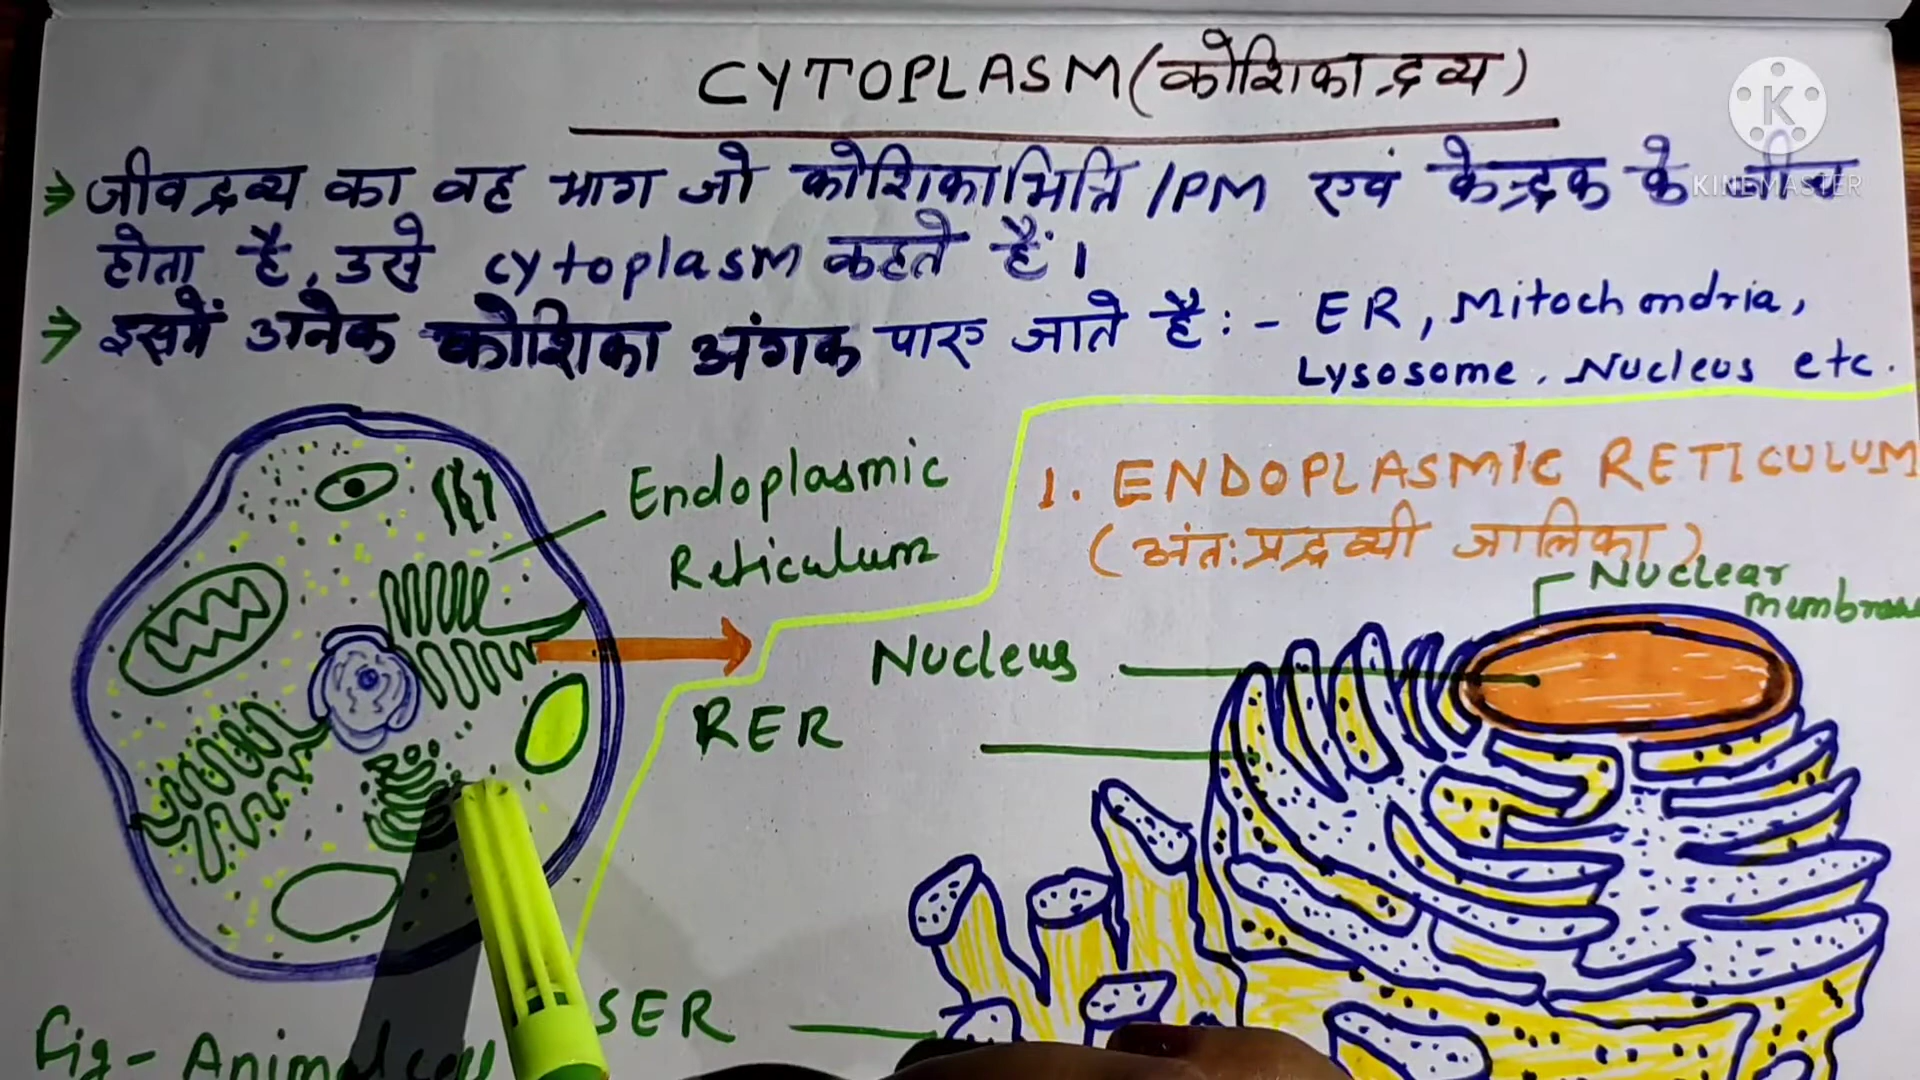 CYTOPLASM (कोशिका द्रव्य)
K
KINEMASTER
⇒ जीवद्रव्य का वह भाग जो कोशिकाभित्ति /PM एवं केन्द्रक के बीच
होता है, उसे cytoplasm कहते हैं।
⇒ इसमें अनेक कोशिका अंगक पाए जाते है:- ER, Mitochondria,
Lysosome, Nucleus etc.
Endoplasmic
Reticulum
1. ENDOPLASMIC RETICULUM
(अंतःप्रद्रव्यी जालिका)
Nuclear
Nucleus
RER
SER
Fig- Animal cell